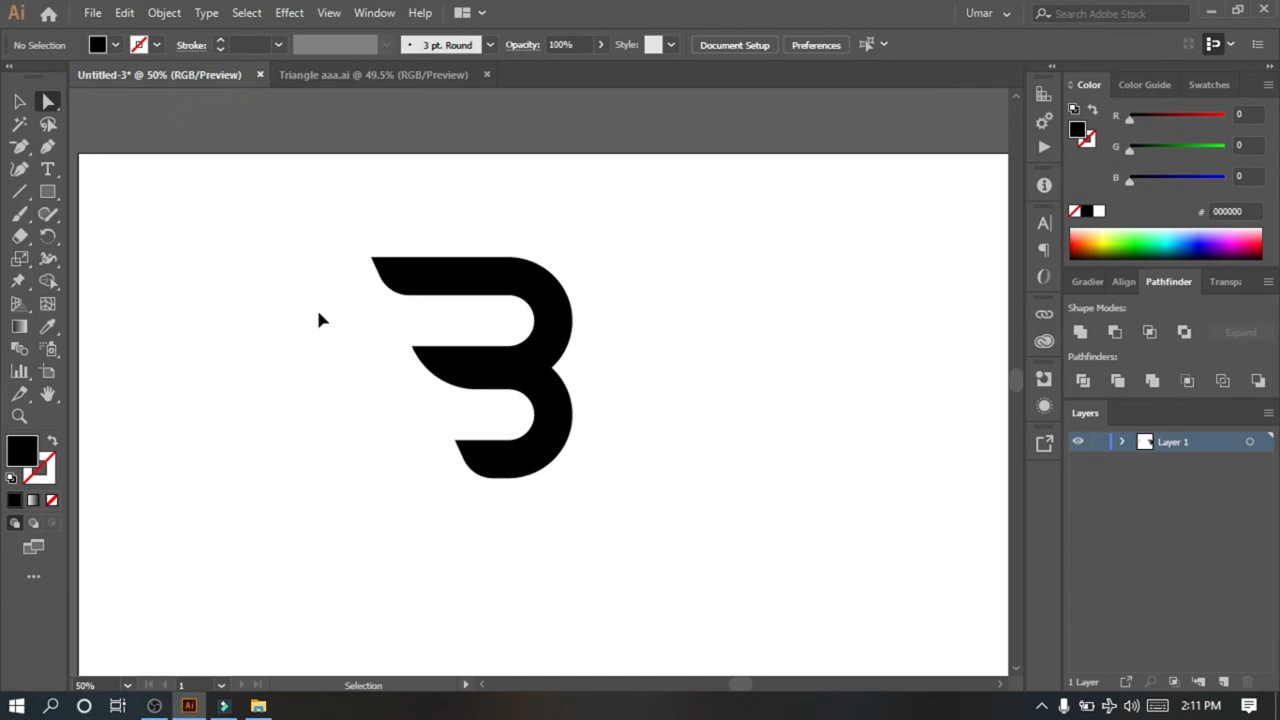 Ai File Edit Object Type Select Effect View Window Help Umar Search Adobe Stock
No Selection Stroke: 3 pt. Round Opacity: 100% Style: Document Setup Preferences
Untitled-3* @ 50% (RGB/Preview) Triangle aaa.ai @ 49.5% (RGB/Preview)
Color Color Guide Swatches
R 0
G 0
B 0
# 000000
Gradier Align Pathfinder Transpa
Shape Modes:
Expand
Pathfinders:
Layers
Layer 1
1 Layer
50% 1 Selection
Ai 2:11 PM